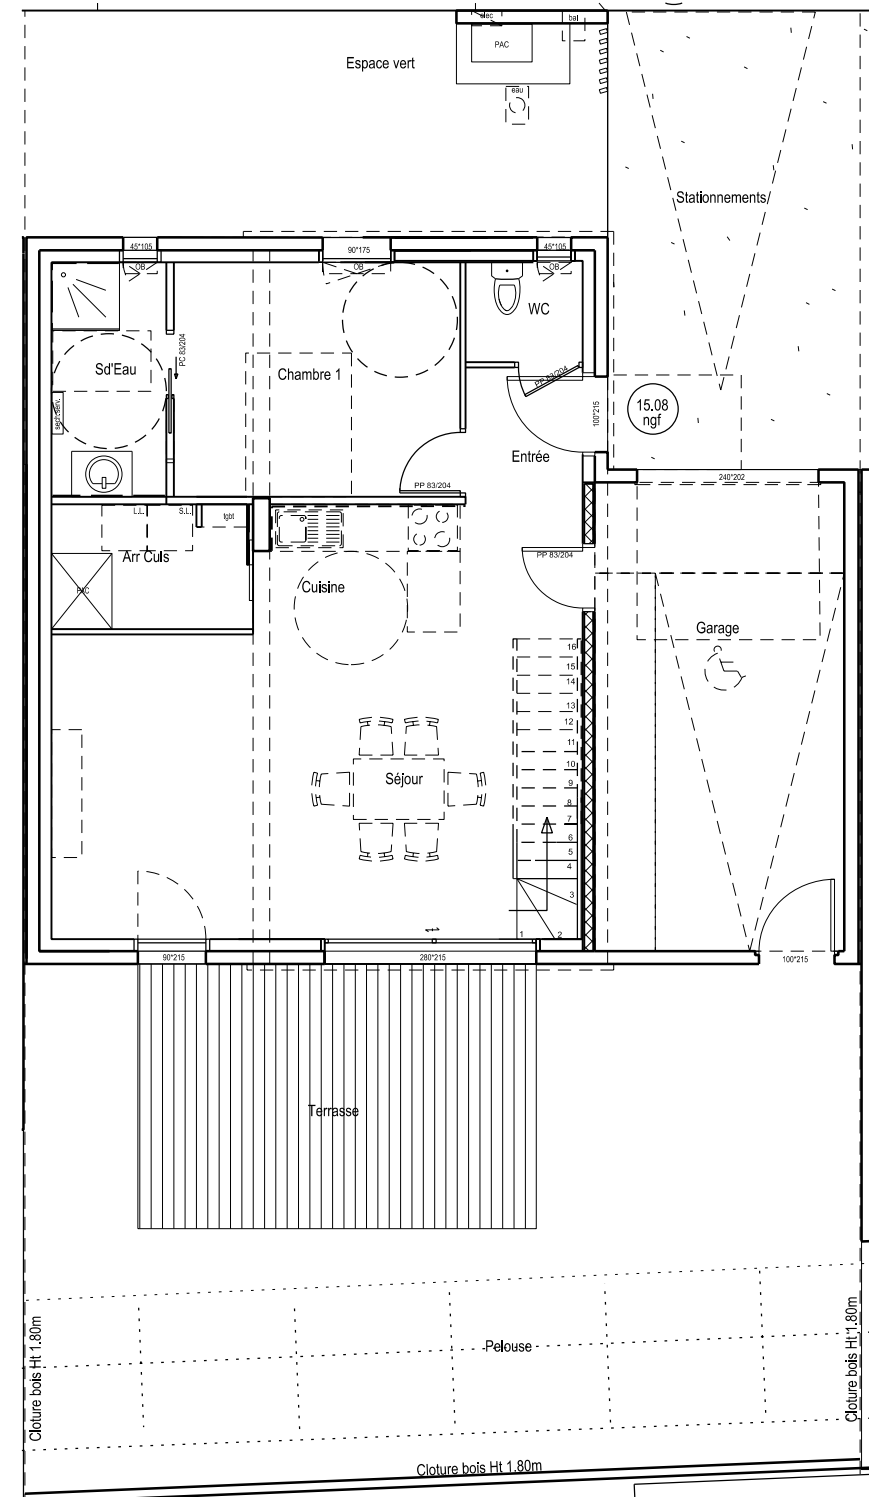 elec
bal
PAC
Espace vert
eau
Stationnements
45*105
90*175
45*105
OB
OB
OB
WC
PC 83/204
Sd'Eau
Chambre 1
PP 83/204
sech.serv.
15.08
ngf
100*215
Entrée
PP 83/204
240*202
L.L.
S.L.
tgbt
Arr Cuis
PP 83/204
PAC
Cuisine
Garage
16
15
14
13
12
11
10
9
8
7
6
5
4
3
2
1
Séjour
90*215
280*215
100*215
Terrasse
Pelouse
Cloture bois Ht 1.80m
Cloture bois Ht 1.80m
Cloture bois Ht 1.80m